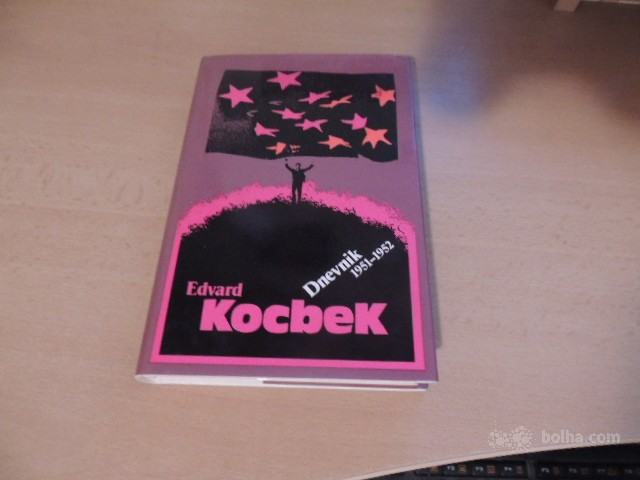 Dnevnik
1951–1952
Edvard
Kocbek
bolha.com